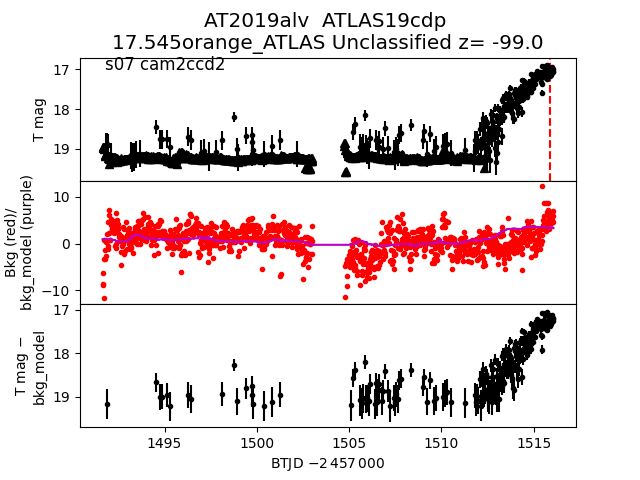 AT2019alv  ATLAS19cdp
17.545orange_ATLAS Unclassified z= -99.0
s07 cam2ccd2
17
18
19
T mag
10
0
−10
Bkg (red)/
bkg_model (purple)
17
18
19
T mag −
bkg_model
1495
1500
1505
1510
1515
BTJD −2 457 000